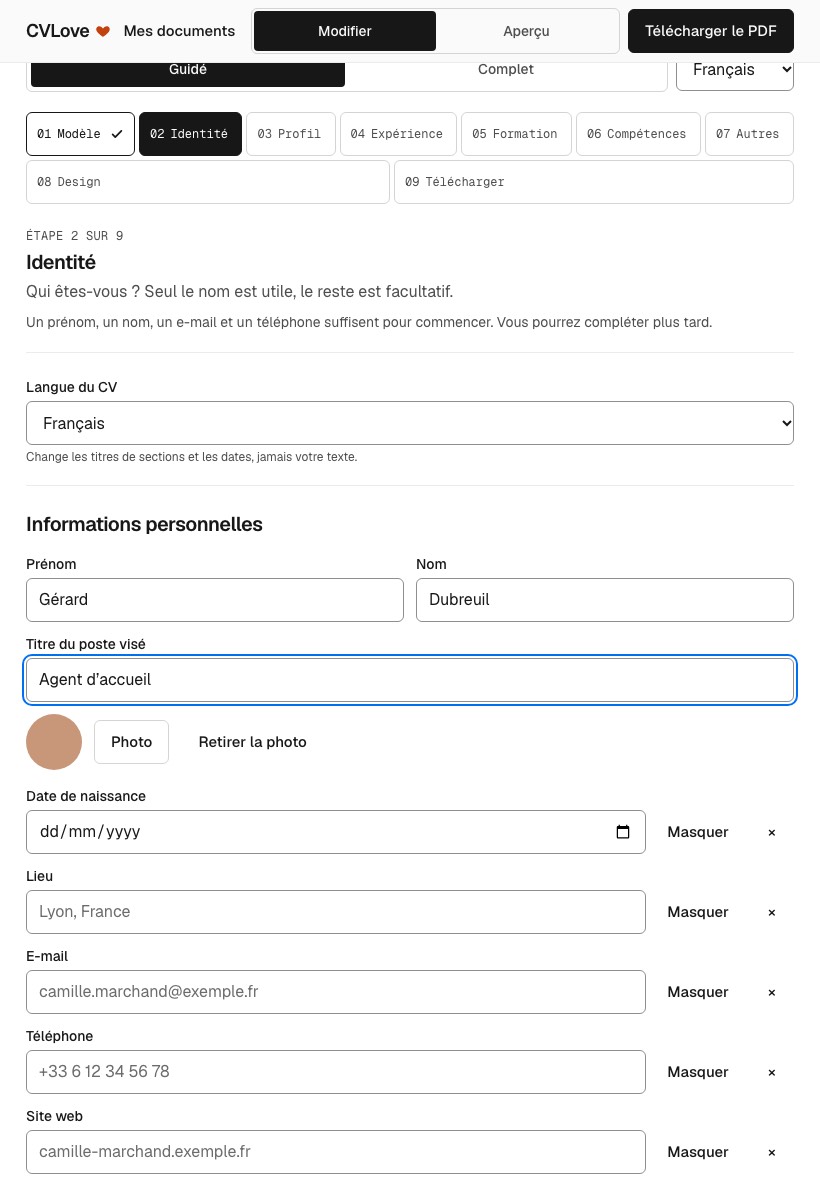 CVLove Mes documents Modifier Aperçu Télécharger le PDF
Guidé Complet Français
01 Modèle 02 Identité 03 Profil 04 Expérience 05 Formation 06 Compétences 07 Autres
08 Design 09 Télécharger
ÉTAPE 2 SUR 9
Identité
Qui êtes-vous ? Seul le nom est utile, le reste est facultatif.
Un prénom, un nom, un e-mail et un téléphone suffisent pour commencer. Vous pourrez compléter plus tard.
Langue du CV
Français
Change les titres de sections et les dates, jamais votre texte.
Informations personnelles
Prénom Nom
Gérard Dubreuil
Titre du poste visé
Agent d’accueil
Photo Retirer la photo
Date de naissance
dd/mm/yyyy Masquer ×
Lieu
Lyon, France Masquer ×
E-mail
camille.marchand@exemple.fr Masquer ×
Téléphone
+33 6 12 34 56 78 Masquer ×
Site web
camille-marchand.exemple.fr Masquer ×